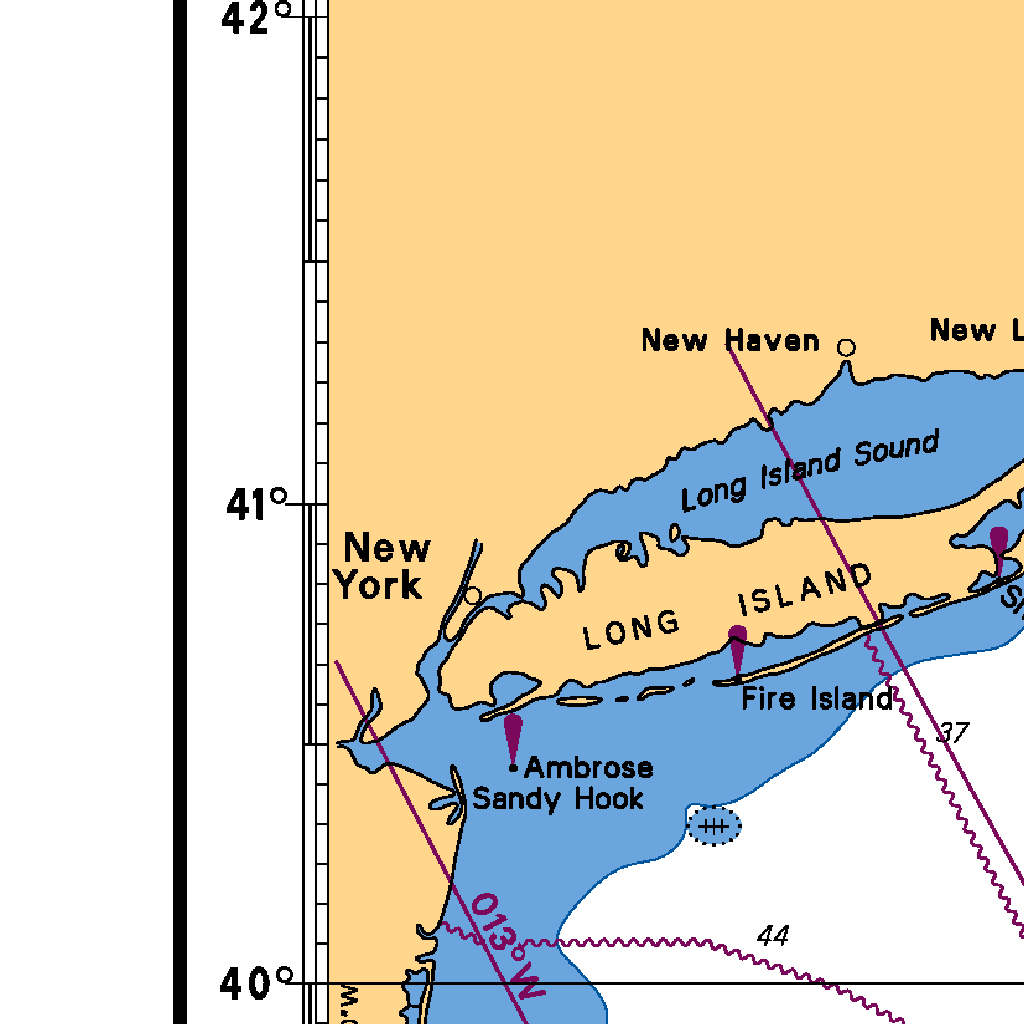 42°
New Haven
New L
Long Island Sound
41°
New
York
LONG ISLAND
Fire Island
37
Ambrose
Sandy Hook
013°W
44
40°
0°W